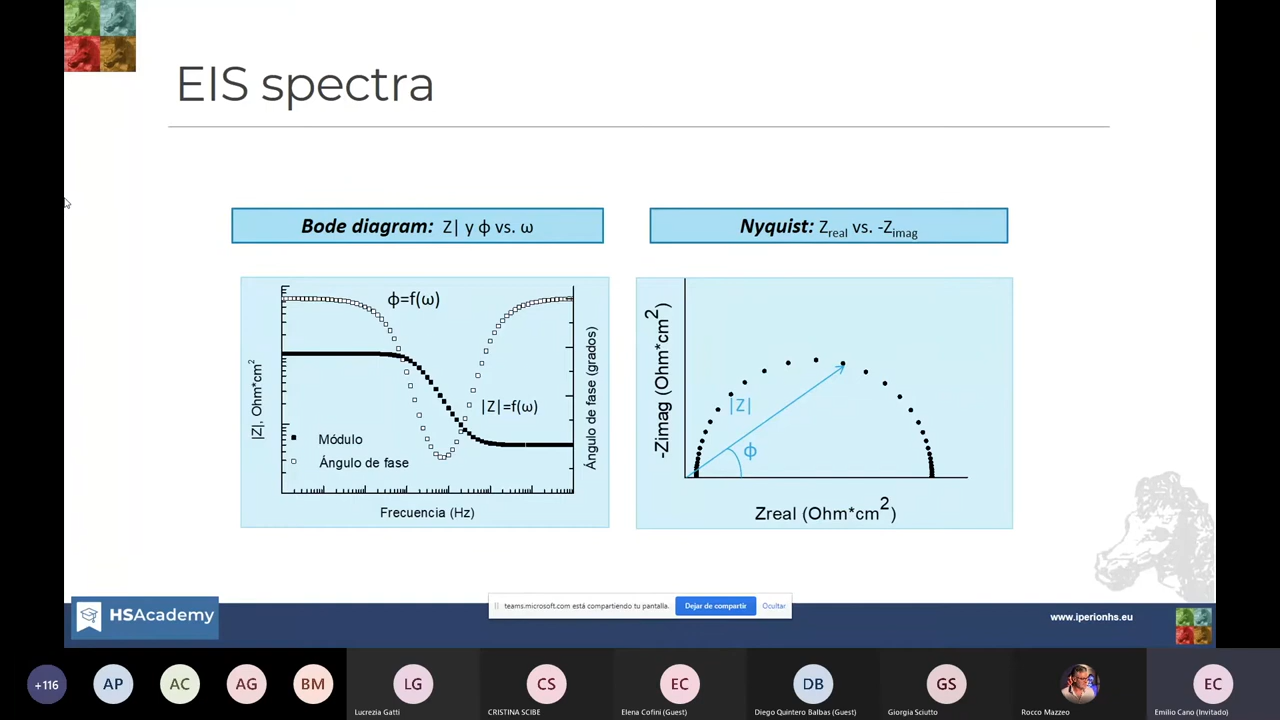 EIS spectra
Bode diagram: Z| y ϕ vs. ω
Nyquist: Zreal vs. -Zimag
ϕ=f(ω)
|Z|=f(ω)
|Z|, Ohm*cm2
Ángulo de fase (grados)
Módulo
Ángulo de fase
Frecuencia (Hz)
-Zimag (Ohm*cm2)
|Z|
ϕ
Zreal (Ohm*cm2)
teams.microsoft.com está compartiendo tu pantalla.
Dejar de compartir
Ocultar
HSAcademy
www.iperionhs.eu
+116
AP
AC
AG
BM
LG
CS
EC
DB
GS
EC
Lucrezia Gatti
CRISTINA SCIBE
Elena Cofini (Guest)
Diego Quintero Balbas (Guest)
Giorgia Sciutto
Rocco Mazzeo
Emilio Cano (Invitado)